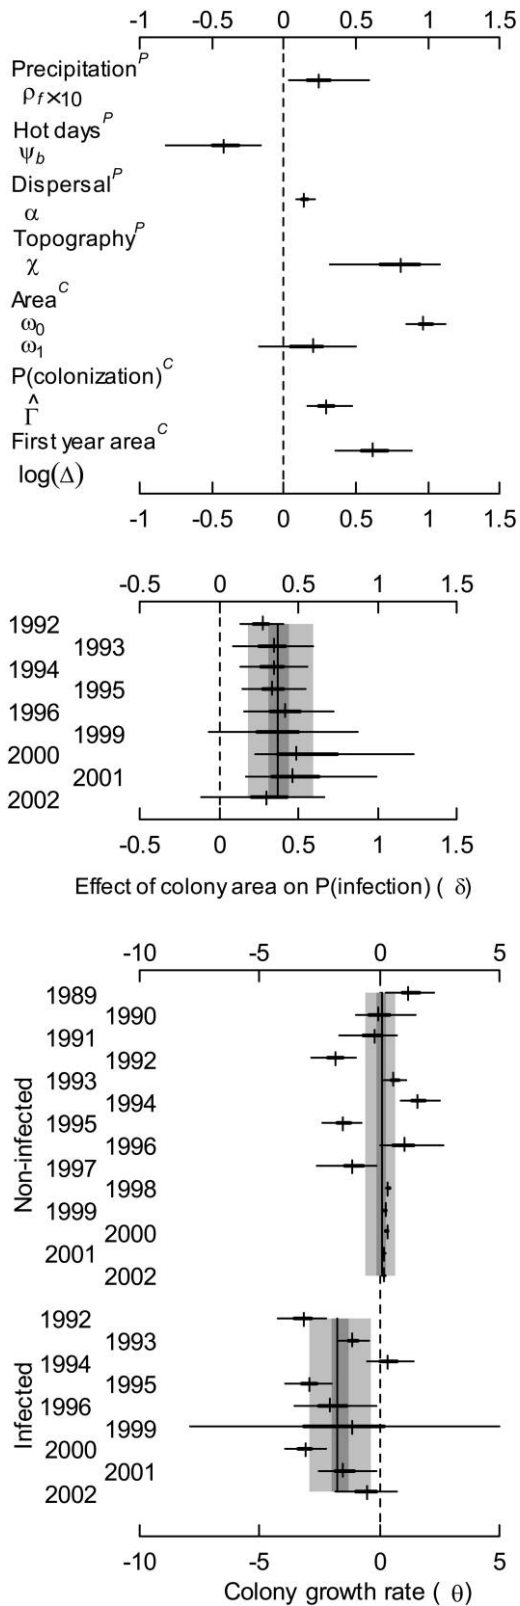 -1 -0.5 0 0.5 1 1.5
Precipitation^P
ρf×10
Hot days^P
ψb
Dispersal^P
α
Topography^P
χ
Area^C
ω0
ω1
P(colonization)^C
Γ̂
First year area^C
log(Δ)
-1 -0.5 0 0.5 1 1.5
-0.5 0 0.5 1 1.5
1992
1993
1994
1995
1996
1999
2000
2001
2002
-0.5 0 0.5 1 1.5
Effect of colony area on P(infection) ( δ)
-10 -5 0 5
Non-infected
1989
1990
1991
1992
1993
1994
1995
1996
1997
1998
1999
2000
2001
2002
Infected
1992
1993
1994
1995
1996
1999
2000
2001
2002
-10 -5 0 5
Colony growth rate ( θ)